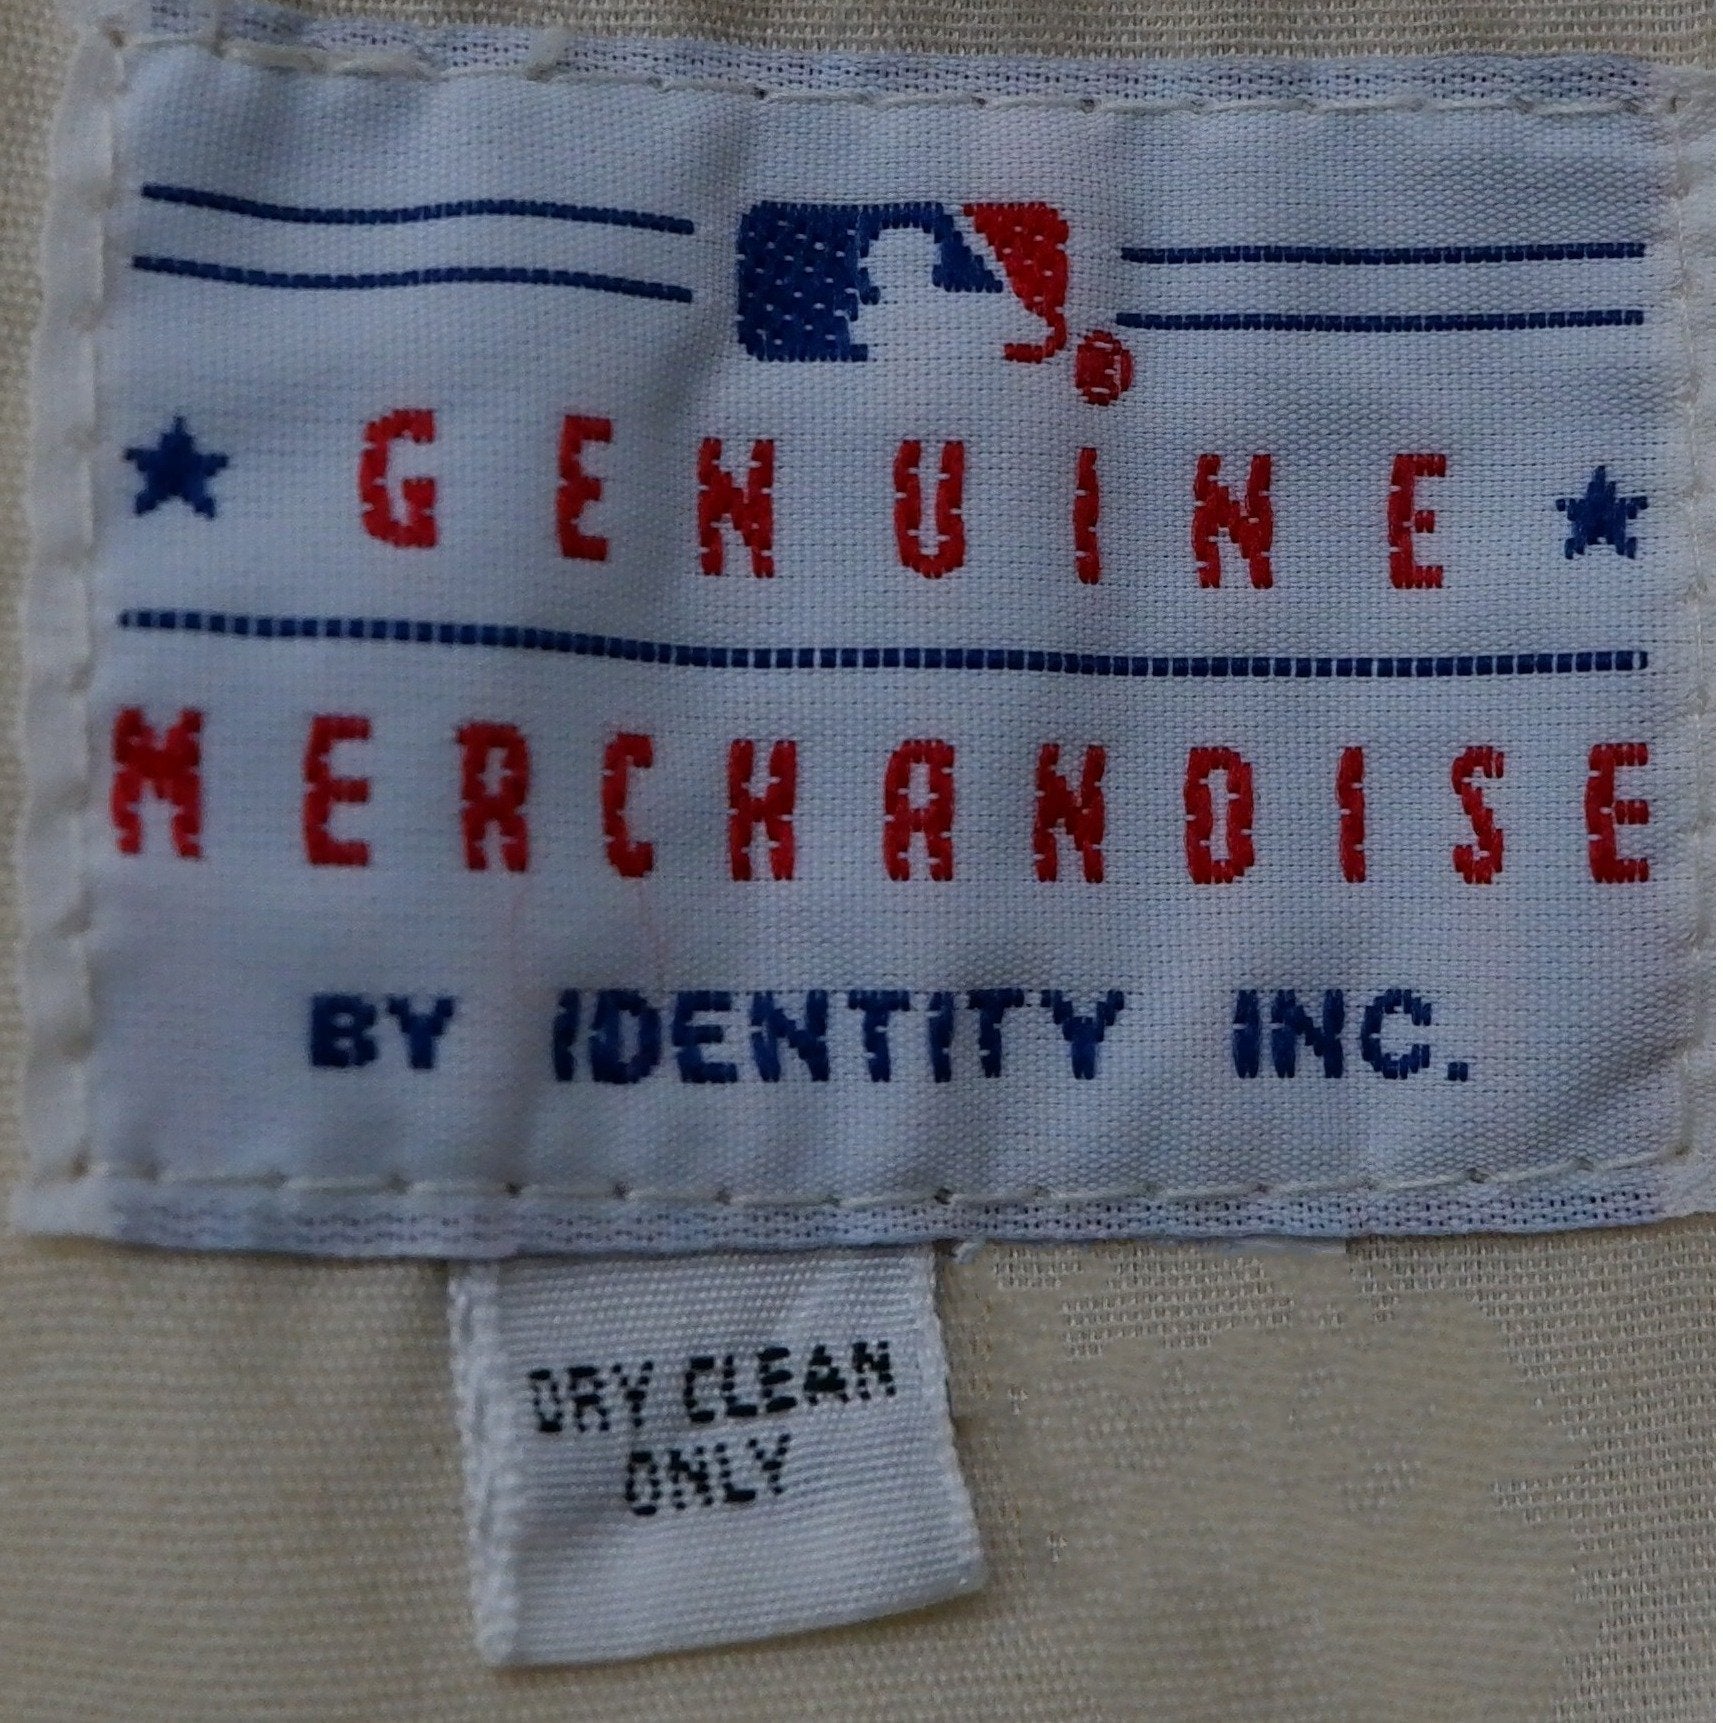 GENUINE
MERCHANDISE
BY IDENTITY INC.
DRY CLEAN
ONLY